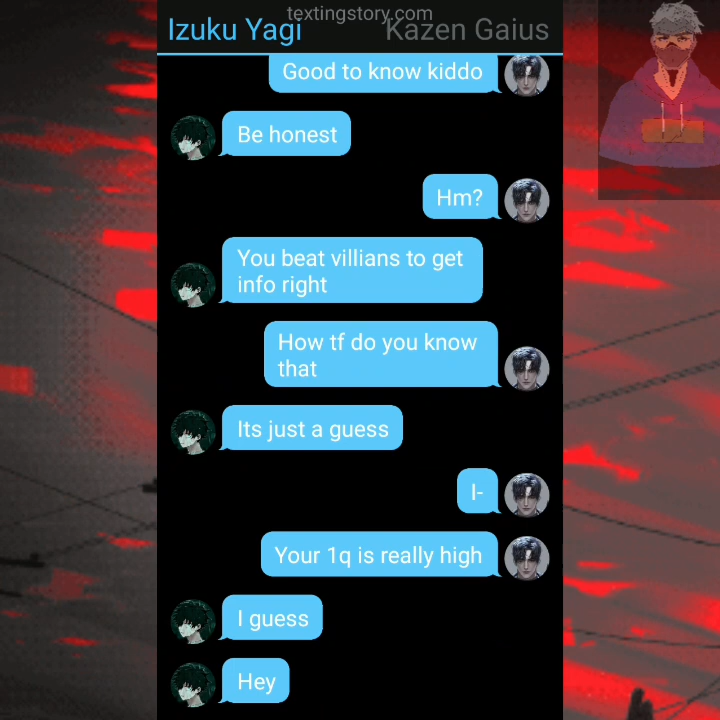 textingstory.com
Izuku Yagi
Kazen Gaius
Good to know kiddo
Be honest
Hm?
You beat villians to get
info right
How tf do you know
that
Its just a guess
I-
Your 1q is really high
I guess
Hey